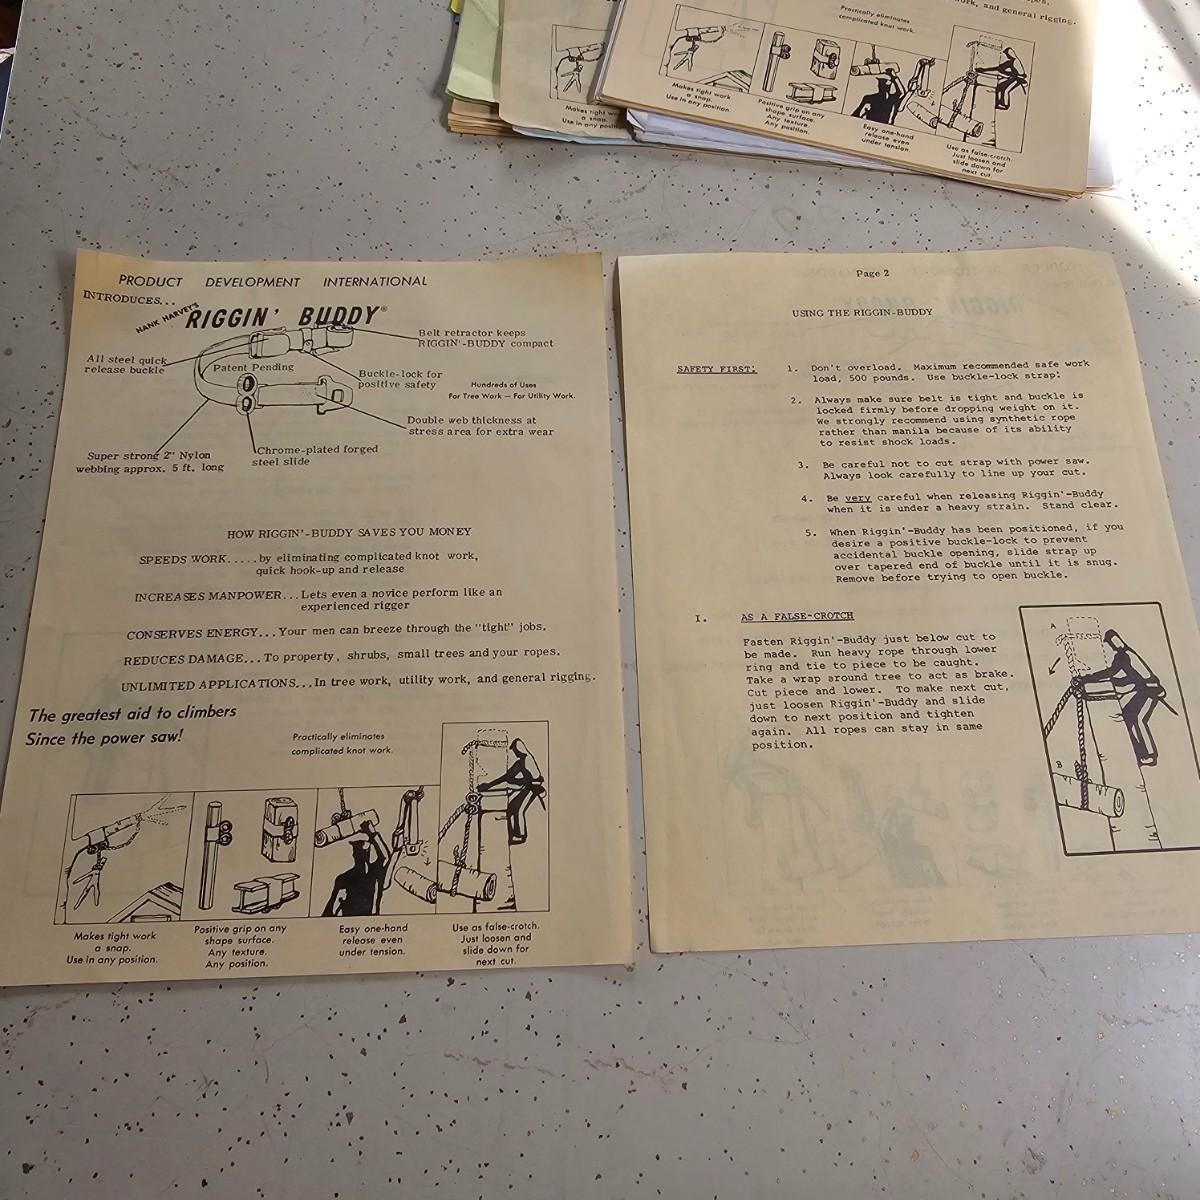 Practically eliminates
complicated knot work.
work, and general rigging.
Makes tight work
a snap.
Use in any position.
Makes tight work
a snap.
Use in any position.
Positive grip on any
shape surface.
Any texture.
Any position.
Easy one-hand
release even
under tension.
Use as false-crotch.
Just loosen and
slide down for
next cut.
PRODUCT DEVELOPMENT INTERNATIONAL
INTRODUCES...
HANK HARVEY'S
RIGGIN' BUDDY®
Belt retractor keeps
RIGGIN'-BUDDY compact
All steel quick
release buckle
Patent Pending
Buckle-lock for
positive safety
Hundreds of Uses
For Tree Work — For Utility Work.
Double web thickness at
stress area for extra wear
Super strong 2" Nylon
webbing approx. 5 ft. long
Chrome-plated forged
steel slide
HOW RIGGIN'-BUDDY SAVES YOU MONEY
SPEEDS WORK.....by eliminating complicated knot work,
quick hook-up and release
INCREASES MANPOWER...Lets even a novice perform like an
experienced rigger
CONSERVES ENERGY...Your men can breeze through the "tight" jobs.
REDUCES DAMAGE...To property, shrubs, small trees and your ropes.
UNLIMITED APPLICATIONS...In tree work, utility work, and general rigging.
The greatest aid to climbers
Since the power saw!
Practically eliminates
complicated knot work.
Makes tight work
a snap.
Use in any position.
Positive grip on any
shape surface.
Any texture.
Any position.
Easy one-hand
release even
under tension.
Use as false-crotch.
Just loosen and
slide down for
next cut.
Page 2
USING THE RIGGIN-BUDDY
SAFETY FIRST: 1. Don't overload. Maximum recommended safe work
load, 500 pounds. Use buckle-lock strap!
2. Always make sure belt is tight and buckle is
locked firmly before dropping weight on it.
We strongly recommend using synthetic rope
rather than manila because of its ability
to resist shock loads.
3. Be careful not to cut strap with power saw.
Always look carefully to line up your cut.
4. Be very careful when releasing Riggin'-Buddy
when it is under a heavy strain. Stand clear.
5. When Riggin'-Buddy has been positioned, if you
desire a positive buckle-lock to prevent
accidental buckle opening, slide strap up
over tapered end of buckle until it is snug.
Remove before trying to open buckle.
I. AS A FALSE-CROTCH
Fasten Riggin'-Buddy just below cut to
be made. Run heavy rope through lower
ring and tie to piece to be caught.
Take a wrap around tree to act as brake.
Cut piece and lower. To make next cut,
just loosen Riggin'-Buddy and slide
down to next position and tighten
again. All ropes can stay in same
position.
A
B